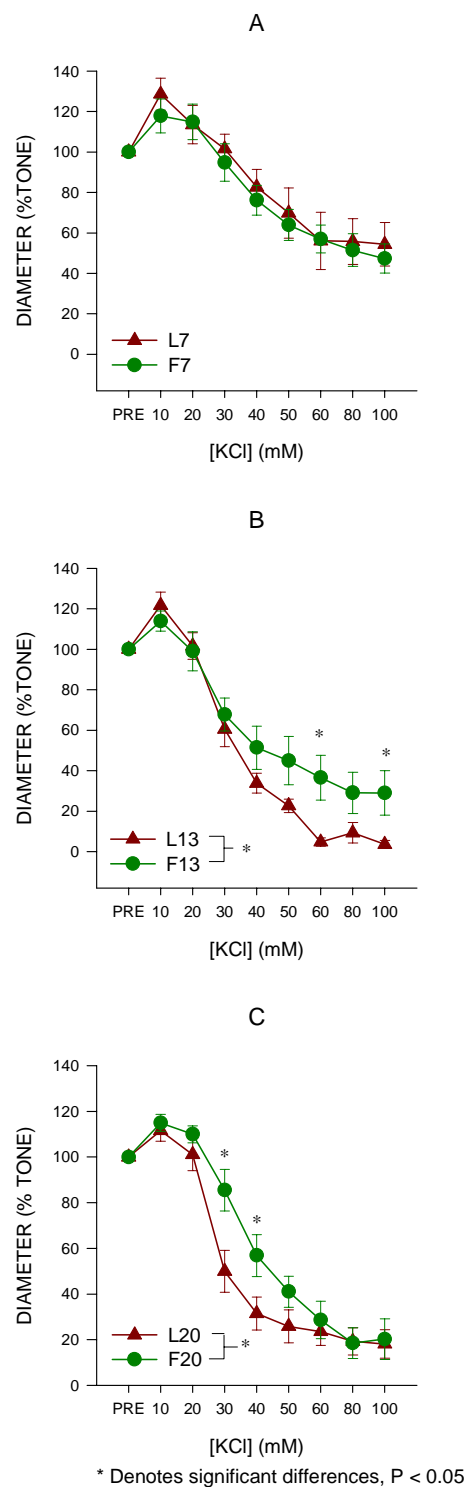 A
DIAMETER (%TONE)
140
120
100
80
60
40
20
0
L7
F7
PRE 10 20 30 40 50 60 80 100
[KCl] (mM)
B
DIAMETER (%TONE)
140
120
100
80
60
40
20
0
* *
L13
F13
*
PRE 10 20 30 40 50 60 80 100
[KCl] (mM)
C
DIAMETER (% TONE)
140
120
100
80
60
40
20
0
*
*
L20
F20
*
PRE 10 20 30 40 50 60 80 100
[KCl] (mM)
* Denotes significant differences, P < 0.05